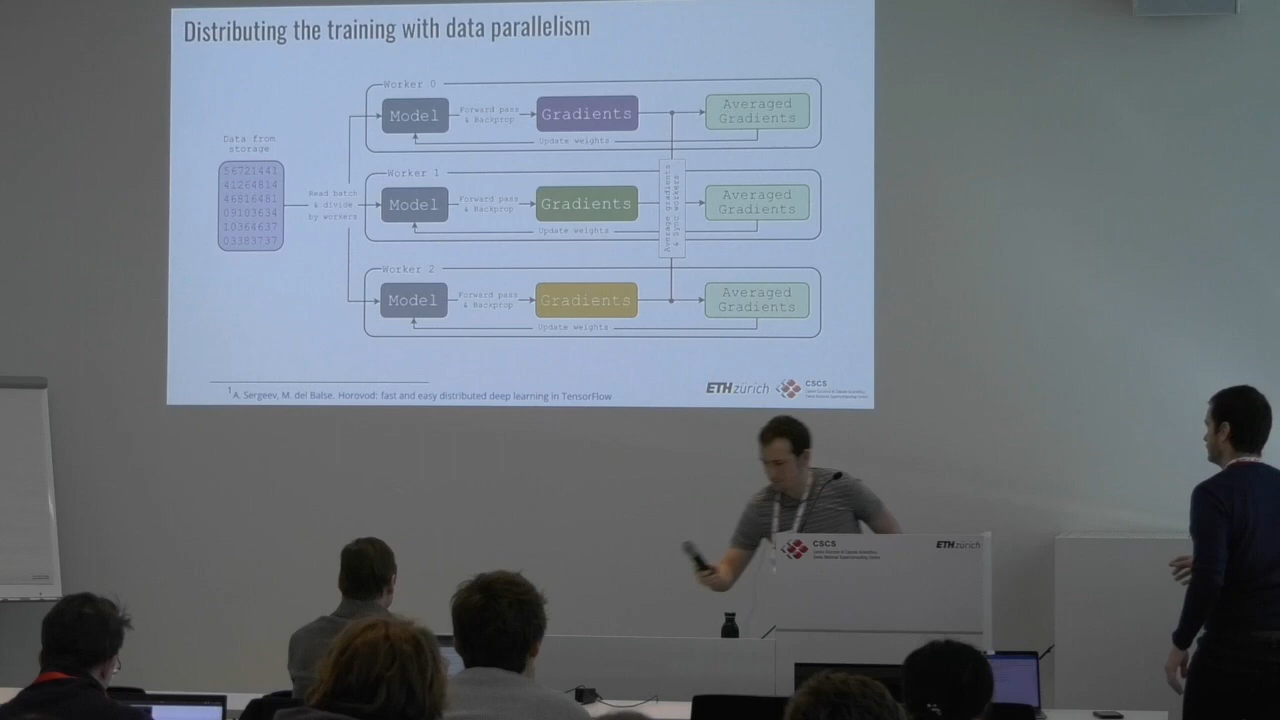 Distributing the training with data parallelism
Data from
storage
56721441
41264814
46816481
09103634
10364637
03383737
Read batch
& divide
by workers
Worker 0
Model
Forward pass
& Backprop
Gradients
Averaged
Gradients
Update weights
Worker 1
Model
Forward pass
& Backprop
Gradients
Averaged
Gradients
Update weights
Average gradients
& Sync workers
Worker 2
Model
Forward pass
& Backprop
Gradients
Averaged
Gradients
Update weights
1 A. Sergeev, M. del Balse. Horovod: fast and easy distributed deep learning in TensorFlow
ETH zürich
CSCS
CSCS
ETH zürich